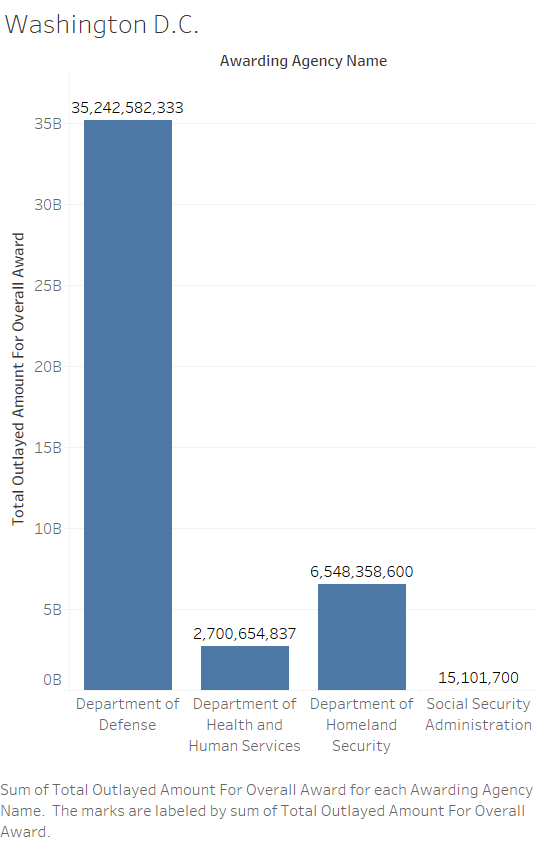 Washington D.C.
Awarding Agency Name
Total Outlayed Amount For Overall Award
35B
30B
25B
20B
15B
10B
5B
0B
35,242,582,333
2,700,654,837
6,548,358,600
15,101,700
Department of
Defense
Department of
Health and
Human Services
Department of
Homeland
Security
Social Security
Administration
Sum of Total Outlayed Amount For Overall Award for each Awarding Agency
Name. The marks are labeled by sum of Total Outlayed Amount For Overall
Award.